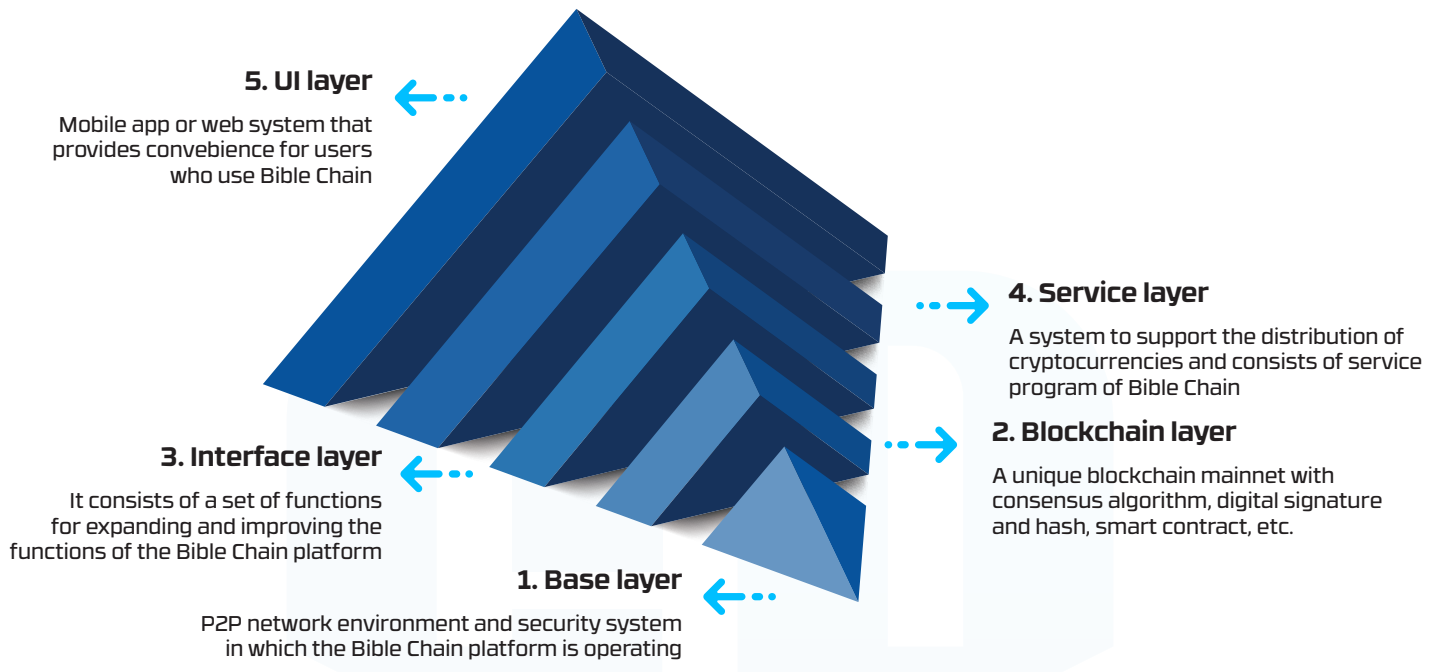 5. UI layer
Mobile app or web system that
provides convebience for users
who use Bible Chain
4. Service layer
A system to support the distribution of
cryptocurrencies and consists of service
program of Bible Chain
3. Interface layer
It consists of a set of functions
for expanding and improving the
functions of the Bible Chain platform
2. Blockchain layer
A unique blockchain mainnet with
consensus algorithm, digital signature
and hash, smart contract, etc.
1. Base layer
P2P network environment and security system
in which the Bible Chain platform is operating